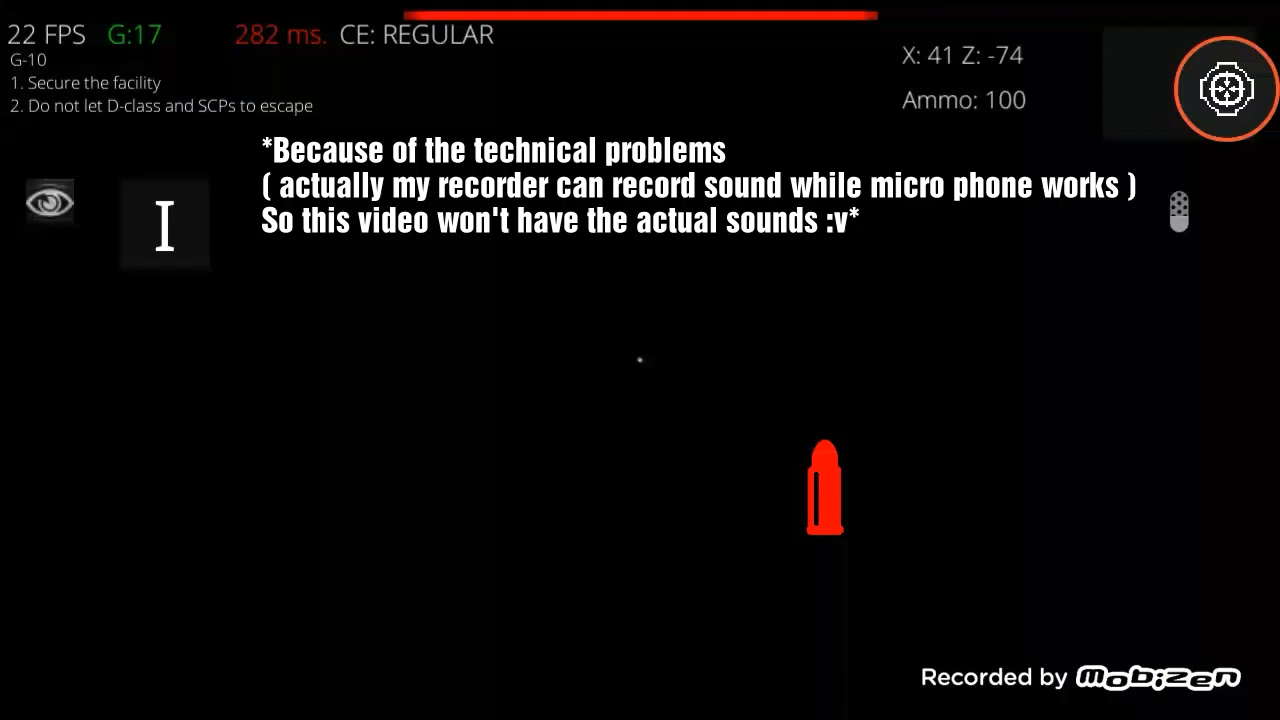 22 FPS G:17 282 ms. CE: REGULAR
G-10
1. Secure the facility
2. Do not let D-class and SCPs to escape
X: 41 Z: -74
Ammo: 100
*Because of the technical problems
( actually my recorder can record sound while micro phone works )
So this video won't have the actual sounds :v*
I
Recorded by Mobizen